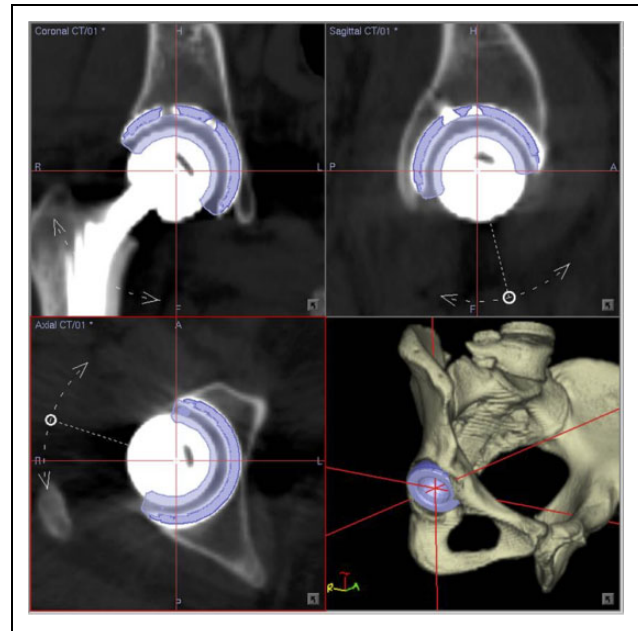 Coronal CT/01 *
H
R
L
F
Sagittal CT/01 *
H
P
A
F
Axial CT/01 *
A
L
P
R